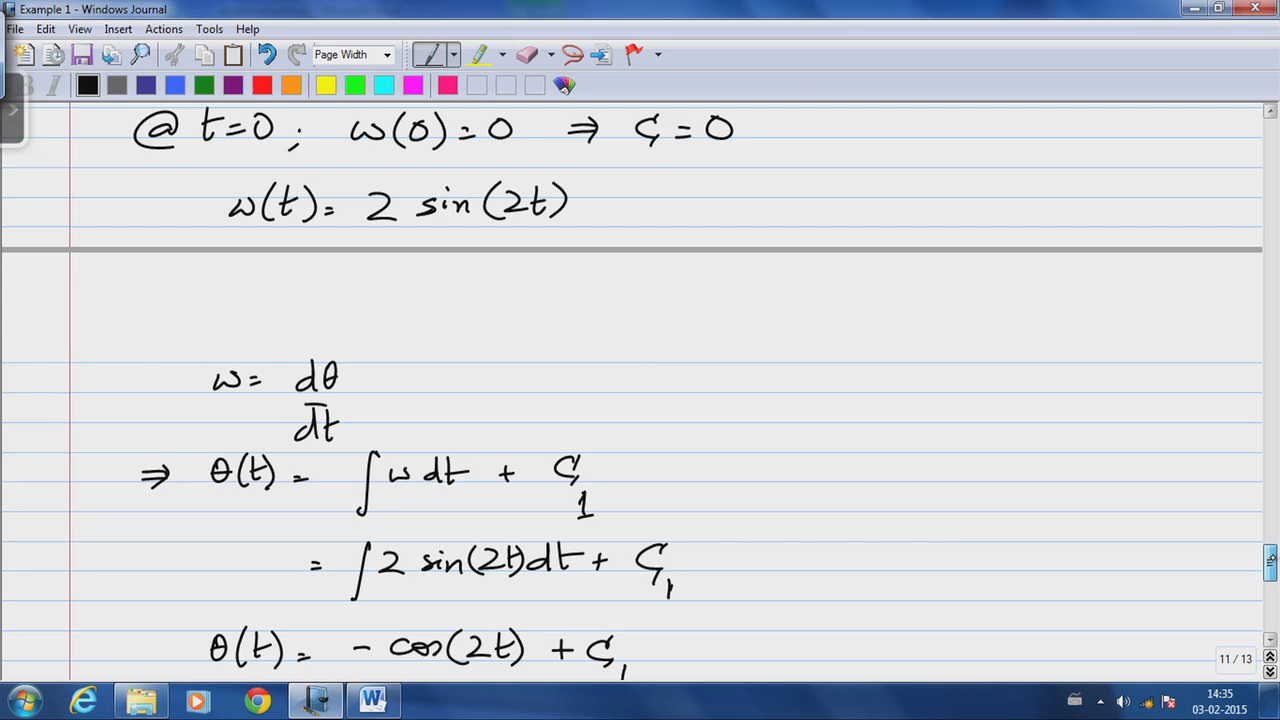 Example 1 - Windows Journal
File Edit View Insert Actions Tools Help
Page Width
B I
@ t=0 ; ω(0) = 0 ⇒ C = 0
ω(t) = 2 sin(2t)
ω = dθ
dt
⇒ θ(t) = ∫ω dt + C
1
= ∫2 sin(2t)dt + C₁
θ(t) = - cos(2t) + C₁
11 / 13
14:35
03-02-2015